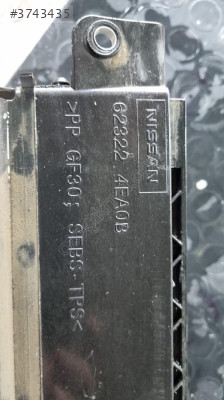 #3743435
NISSAN
62322 4EA0B
>PP GF30; SEBS-TPS<